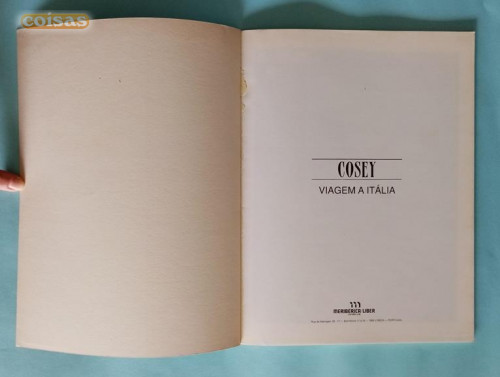 coisas
COSEY
VIAGEM A ITÁLIA
MERIBERICA/LIBER